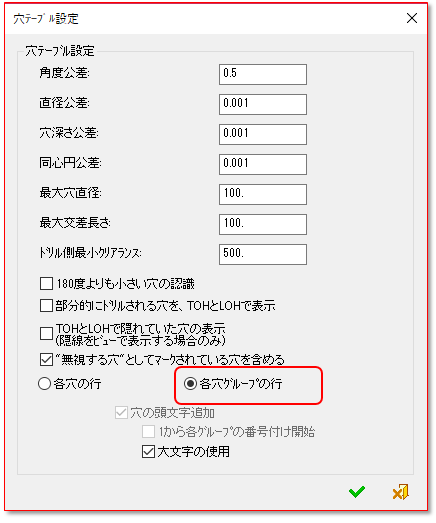 穴ﾃｰﾌﾞﾙ設定
穴ﾃｰﾌﾞﾙ設定
角度公差: 0.5
直径公差: 0.001
穴深さ公差: 0.001
同心円公差: 0.001
最大穴直径: 100.
最大交差長さ: 100.
ﾄﾞﾘﾙ側最小ｸﾘｱﾗﾝｽ: 500.
180度よりも小さい穴の認識
部分的にﾄﾞﾘﾙされる穴を、TOHとLOHで表示
TOHとLOHで隠れていた穴の表示
(隠線をﾋﾞｭｰで表示する場合のみ)
"無視する穴"としてﾏｰｸされている穴を含める
各穴の行 各穴ｸﾞﾙｰﾌﾟの行
穴の頭文字追加
1から各ｸﾞﾙｰﾌﾟの番号付け開始
大文字の使用